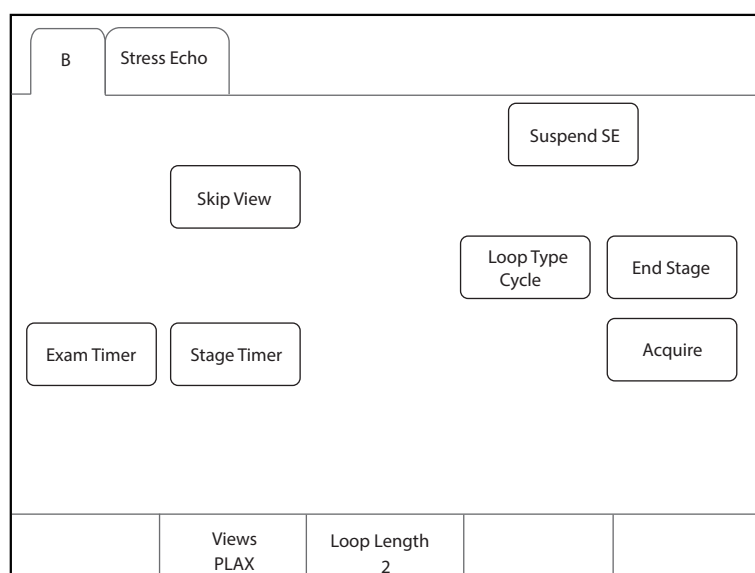 B
Stress Echo
Suspend SE
Skip View
Loop Type
Cycle
End Stage
Exam Timer
Stage Timer
Acquire
Views
PLAX
Loop Length
2